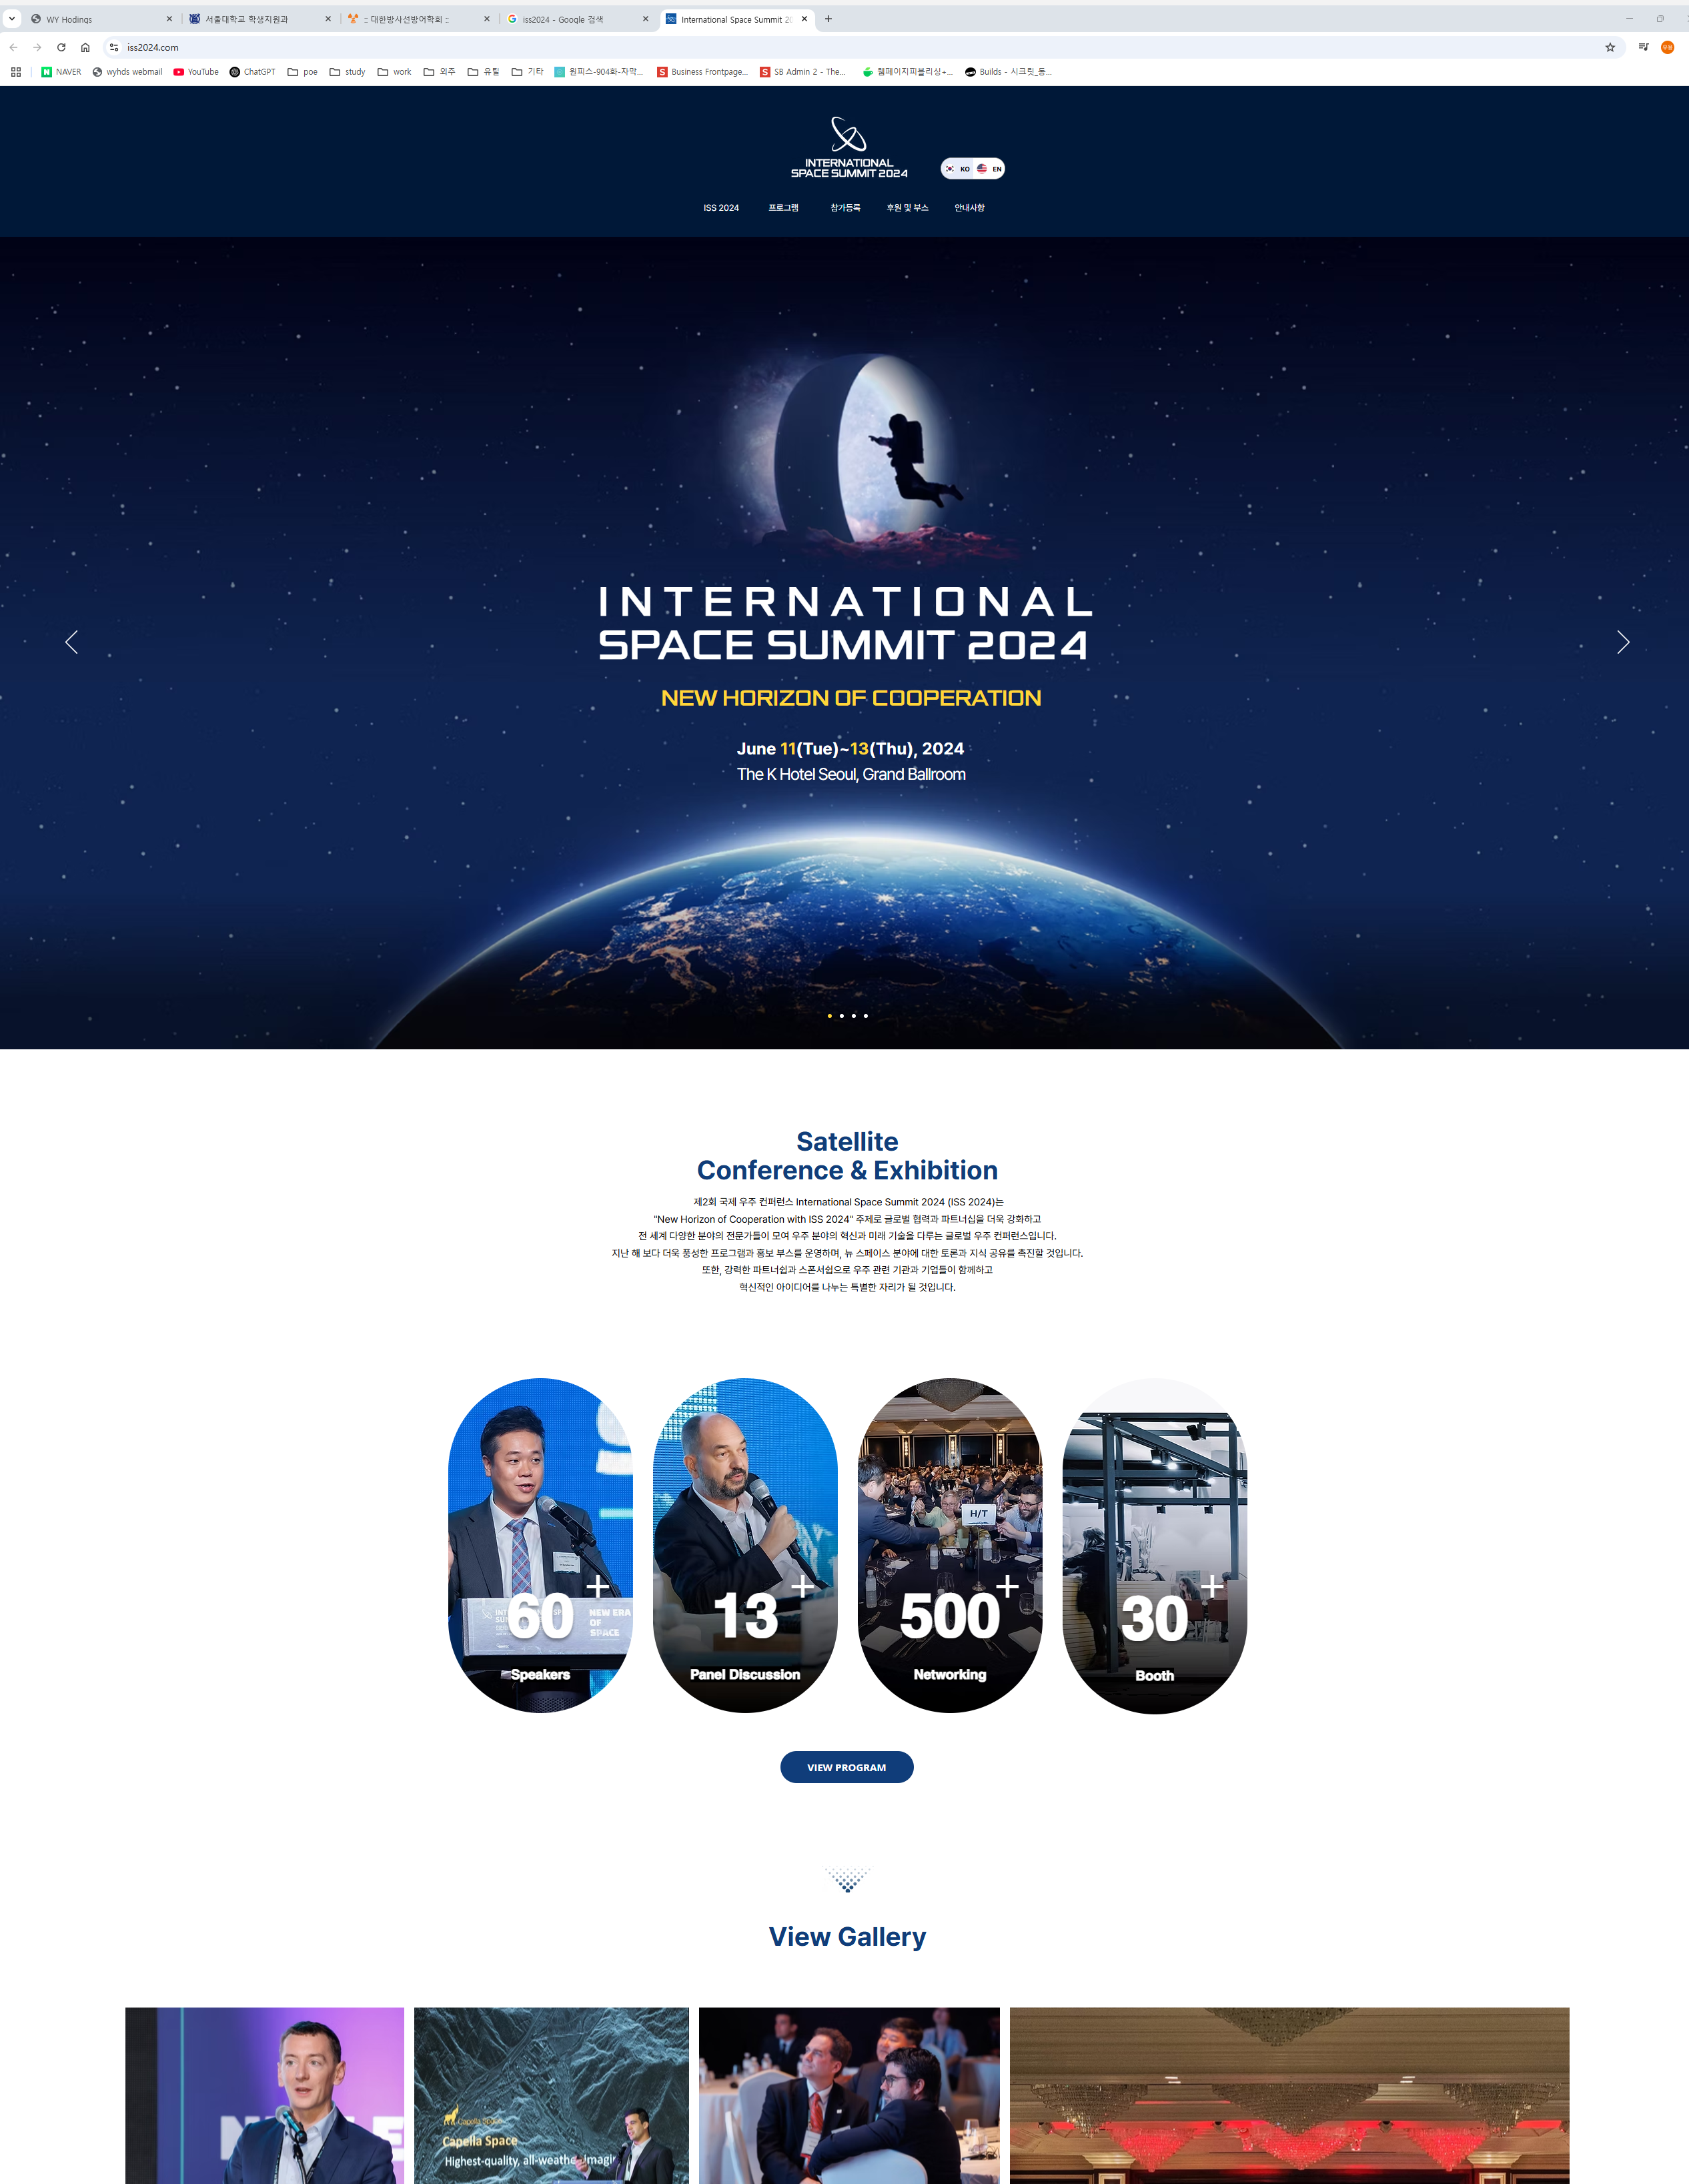 WY Hodings
서울대학교 학생지원과
:: 대한방사선방어학회 ::
iss2024 - Google 검색
International Space Summit 20
iss2024.com
NAVER
wyhds webmail
YouTube
ChatGPT
poe
study
work
외주
유틸
기타
원피스-904화-자막...
Business Frontpage...
SB Admin 2 - The...
웹페이지피블리싱+...
Builds - 시크릿_동...
INTERNATIONAL
SPACE SUMMIT 2024
KO
EN
ISS 2024
프로그램
참가등록
후원 및 부스
안내사항
INTERNATIONAL
SPACE SUMMIT 2024
NEW HORIZON OF COOPERATION
June 11(Tue)~13(Thu), 2024
The K Hotel Seoul, Grand Ballroom
Satellite
Conference & Exhibition
제2회 국제 우주 컨퍼런스 International Space Summit 2024 (ISS 2024)는
"New Horizon of Cooperation with ISS 2024" 주제로 글로벌 협력과 파트너십을 더욱 강화하고
전 세계 다양한 분야의 전문가들이 모여 우주 분야의 혁신과 미래 기술을 다루는 글로벌 우주 컨퍼런스입니다.
지난 해 보다 더욱 풍성한 프로그램과 홍보 부스를 운영하며, 뉴 스페이스 분야에 대한 토론과 지식 공유를 촉진할 것입니다.
또한, 강력한 파트너쉽과 스폰서쉽으로 우주 관련 기관과 기업들이 함께하고
혁신적인 아이디어를 나누는 특별한 자리가 될 것입니다.
H/T
NEW ERA
OF
SPACE
60+
Speakers
13+
Panel Discussion
500+
Networking
30+
Booth
VIEW PROGRAM
View Gallery
Capella Space
Capella Space
Highest-quality, all-weather imagi